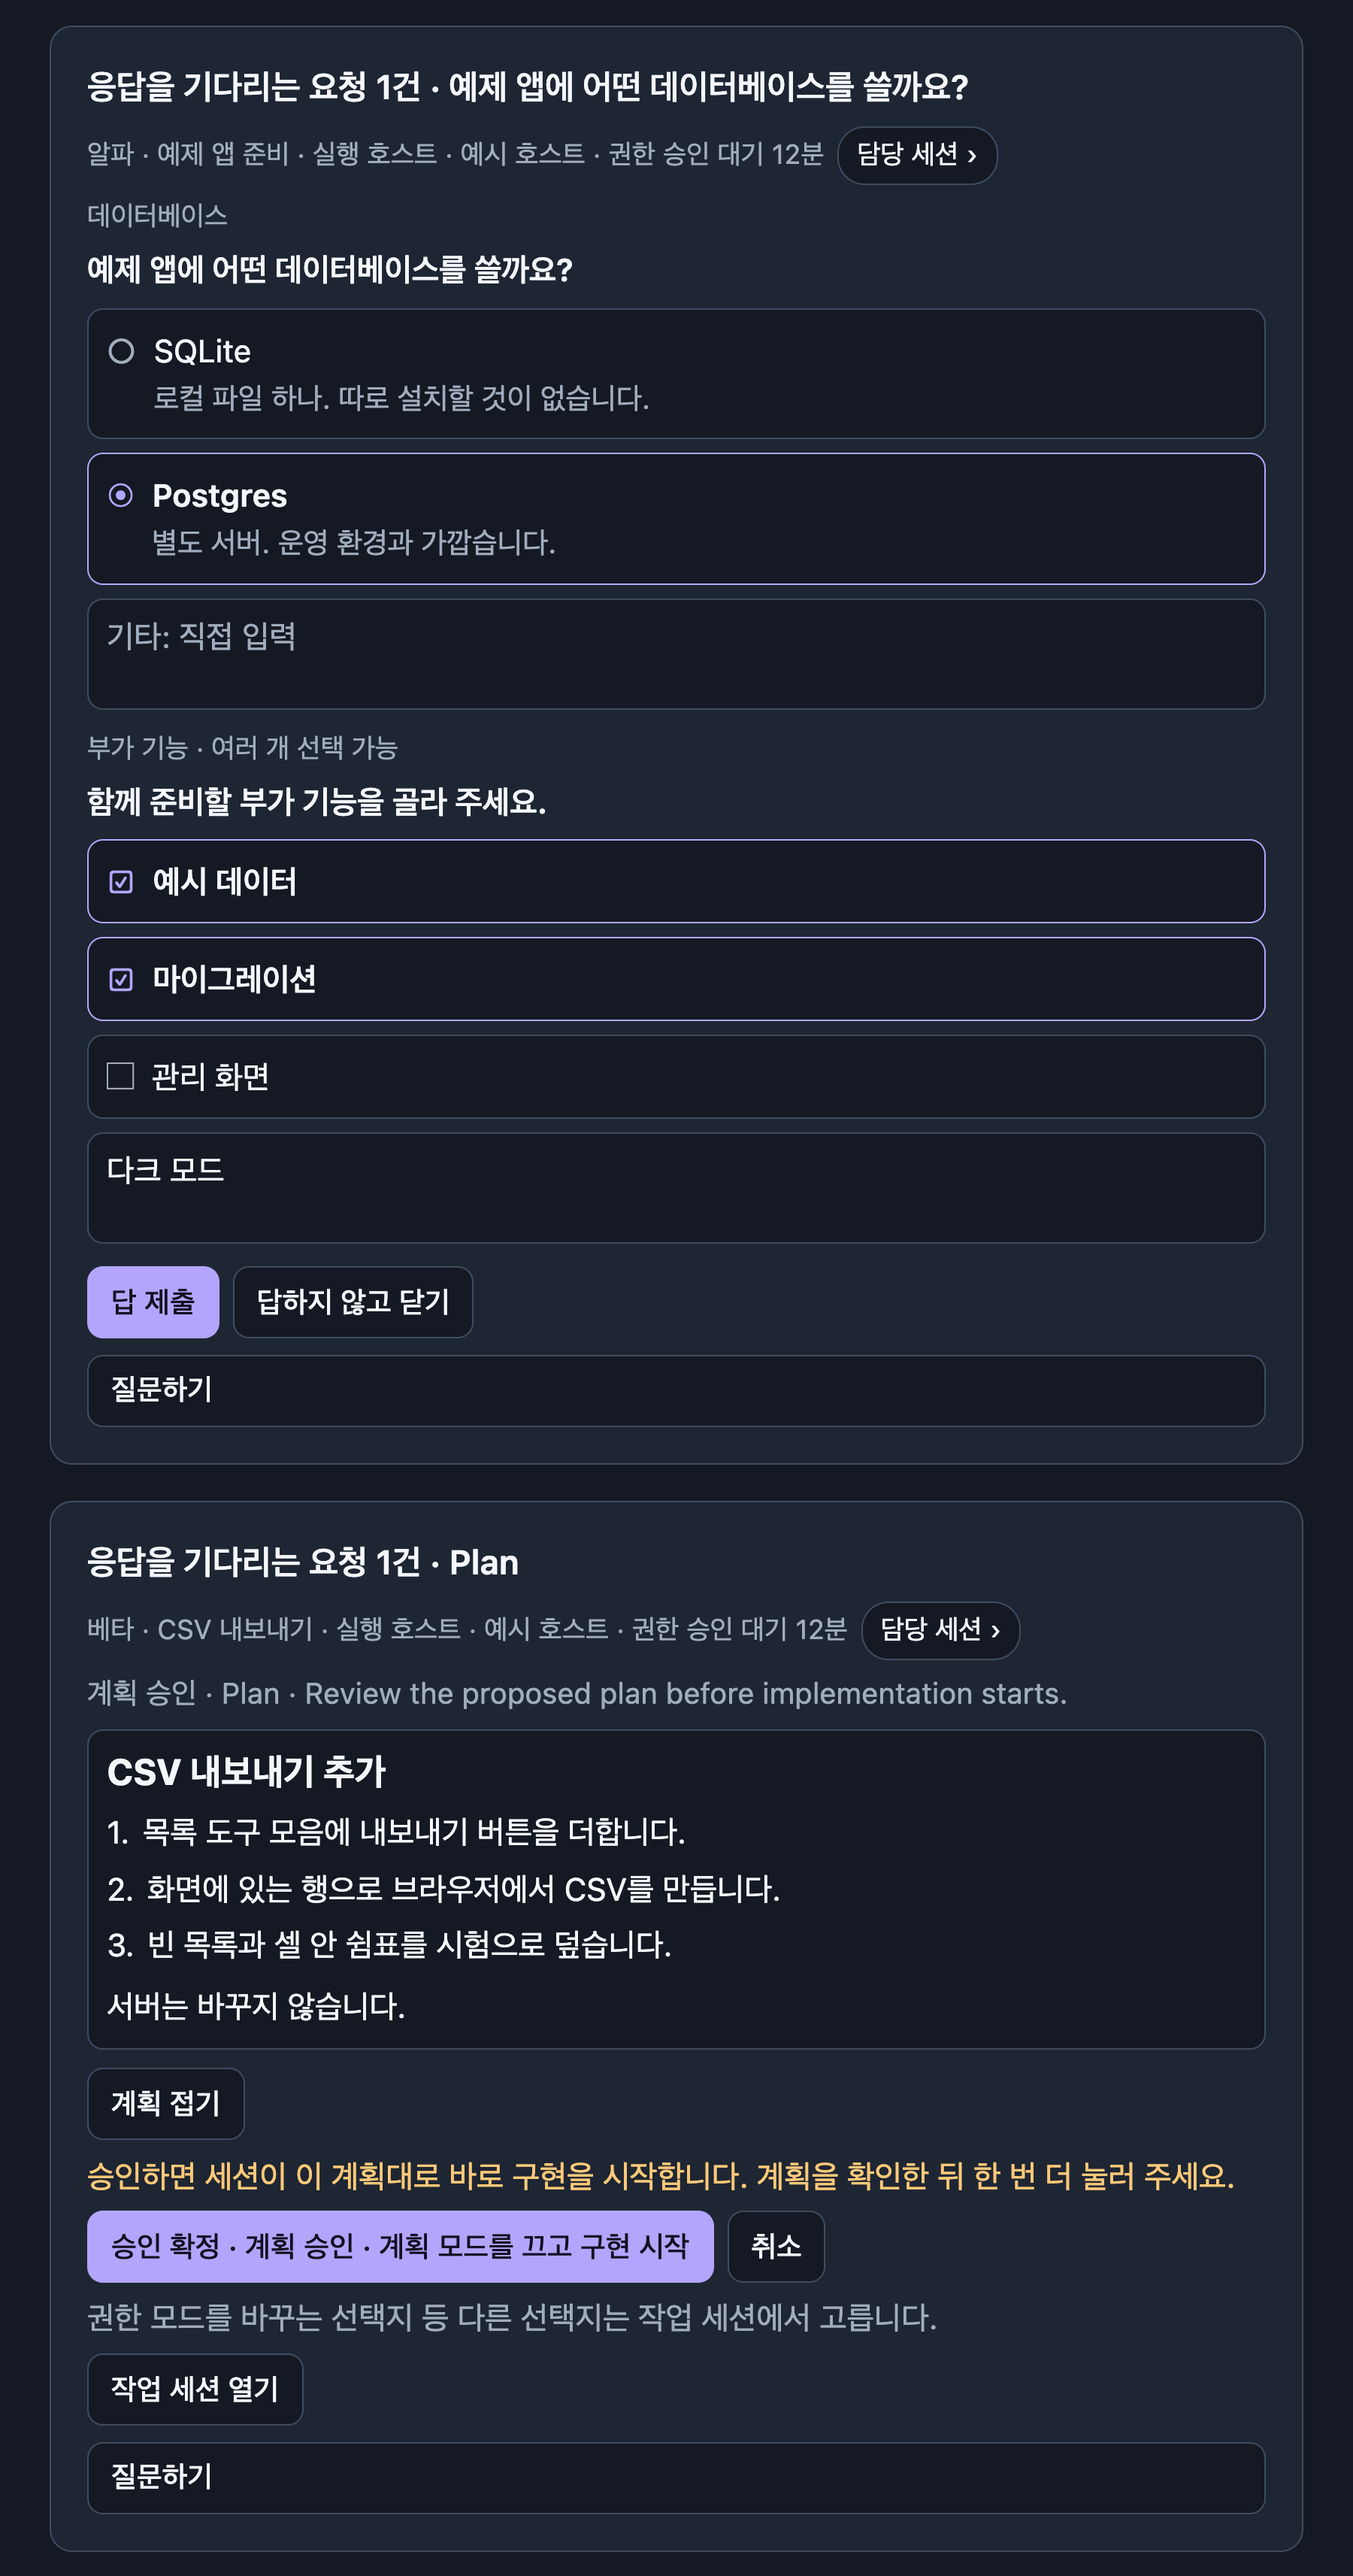 응답을 기다리는 요청 1건 · 예제 앱에 어떤 데이터베이스를 쓸까요?
알파 · 예제 앱 준비 · 실행 호스트 · 예시 호스트 · 권한 승인 대기 12분 담당 세션 ›
데이터베이스
예제 앱에 어떤 데이터베이스를 쓸까요?
SQLite
로컬 파일 하나. 따로 설치할 것이 없습니다.
Postgres
별도 서버. 운영 환경과 가깝습니다.
기타: 직접 입력
부가 기능 · 여러 개 선택 가능
함께 준비할 부가 기능을 골라 주세요.
예시 데이터
마이그레이션
관리 화면
다크 모드
답 제출 답하지 않고 닫기
질문하기
응답을 기다리는 요청 1건 · Plan
베타 · CSV 내보내기 · 실행 호스트 · 예시 호스트 · 권한 승인 대기 12분 담당 세션 ›
계획 승인 · Plan · Review the proposed plan before implementation starts.
CSV 내보내기 추가
1. 목록 도구 모음에 내보내기 버튼을 더합니다.
2. 화면에 있는 행으로 브라우저에서 CSV를 만듭니다.
3. 빈 목록과 셀 안 쉼표를 시험으로 덮습니다.
서버는 바꾸지 않습니다.
계획 접기
승인하면 세션이 이 계획대로 바로 구현을 시작합니다. 계획을 확인한 뒤 한 번 더 눌러 주세요.
승인 확정 · 계획 승인 · 계획 모드를 끄고 구현 시작 취소
권한 모드를 바꾸는 선택지 등 다른 선택지는 작업 세션에서 고릅니다.
작업 세션 열기
질문하기